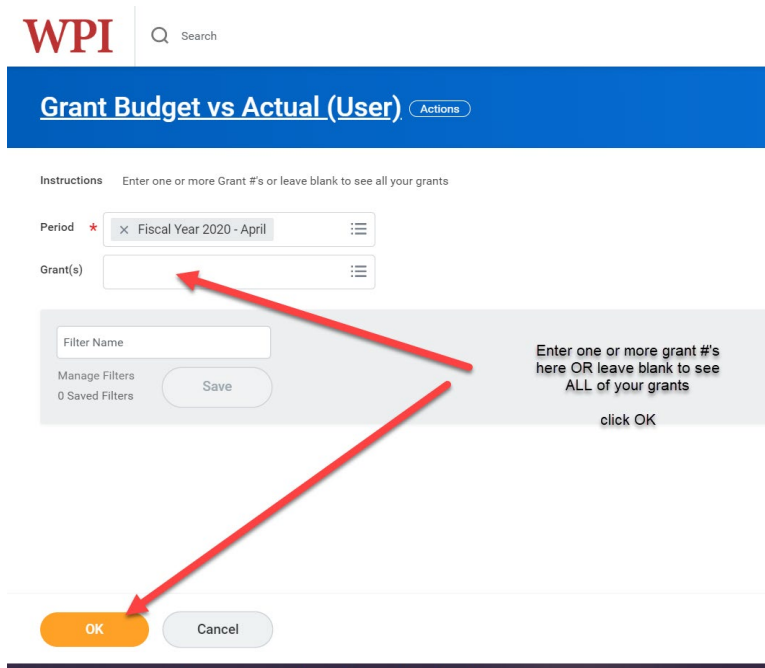 WPI
Search
Grant Budget vs Actual (User) Actions
Instructions Enter one or more Grant #'s or leave blank to see all your grants
Period * × Fiscal Year 2020 - April
Grant(s)
Filter Name
Manage Filters
0 Saved Filters
Save
Enter one or more grant #'s
here OR leave blank to see
ALL of your grants
click OK
OK Cancel